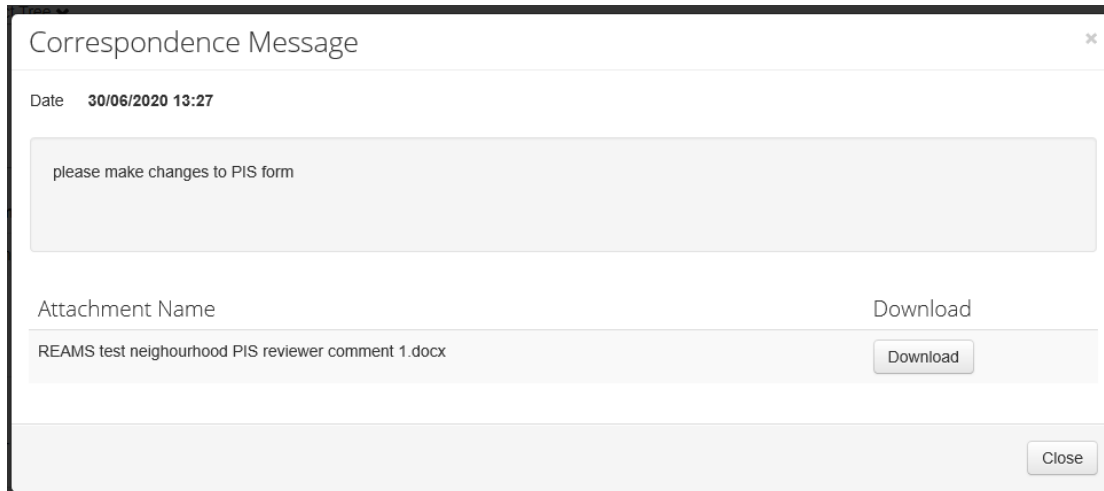 Tree
Correspondence Message
×
Date 30/06/2020 13:27
please make changes to PIS form
Attachment Name Download
REAMS test neighourhood PIS reviewer comment 1.docx Download
Close